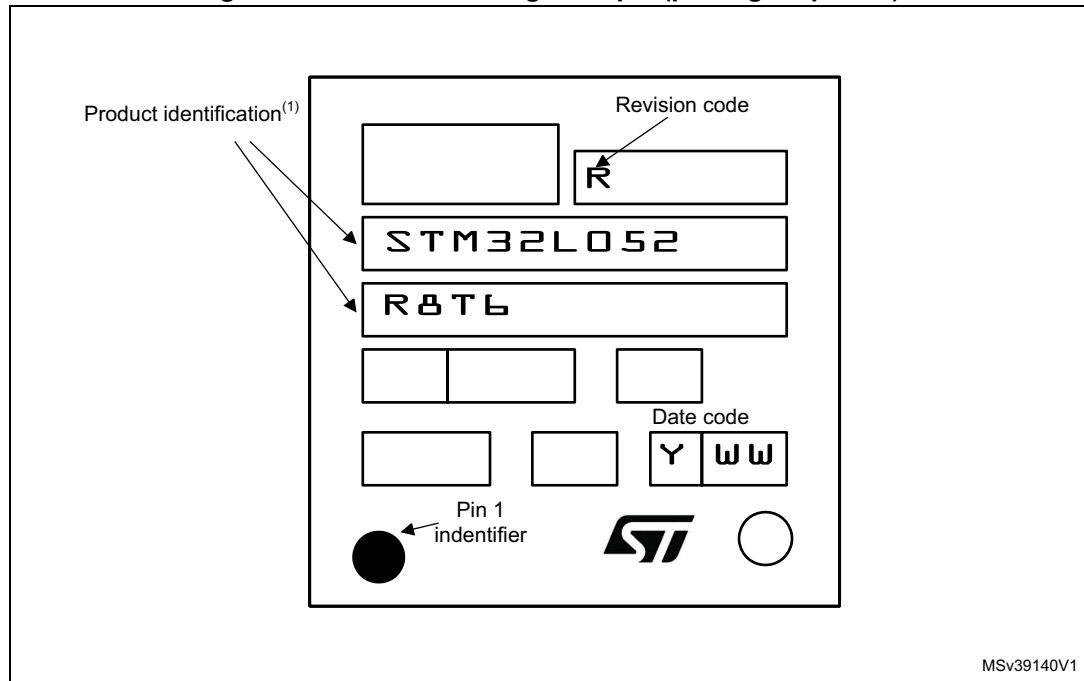 Product identification(1)
Revision code
R
STM32L052
R8T6
Date code
Y WW
Pin 1
indentifier
ST
MSv39140V1